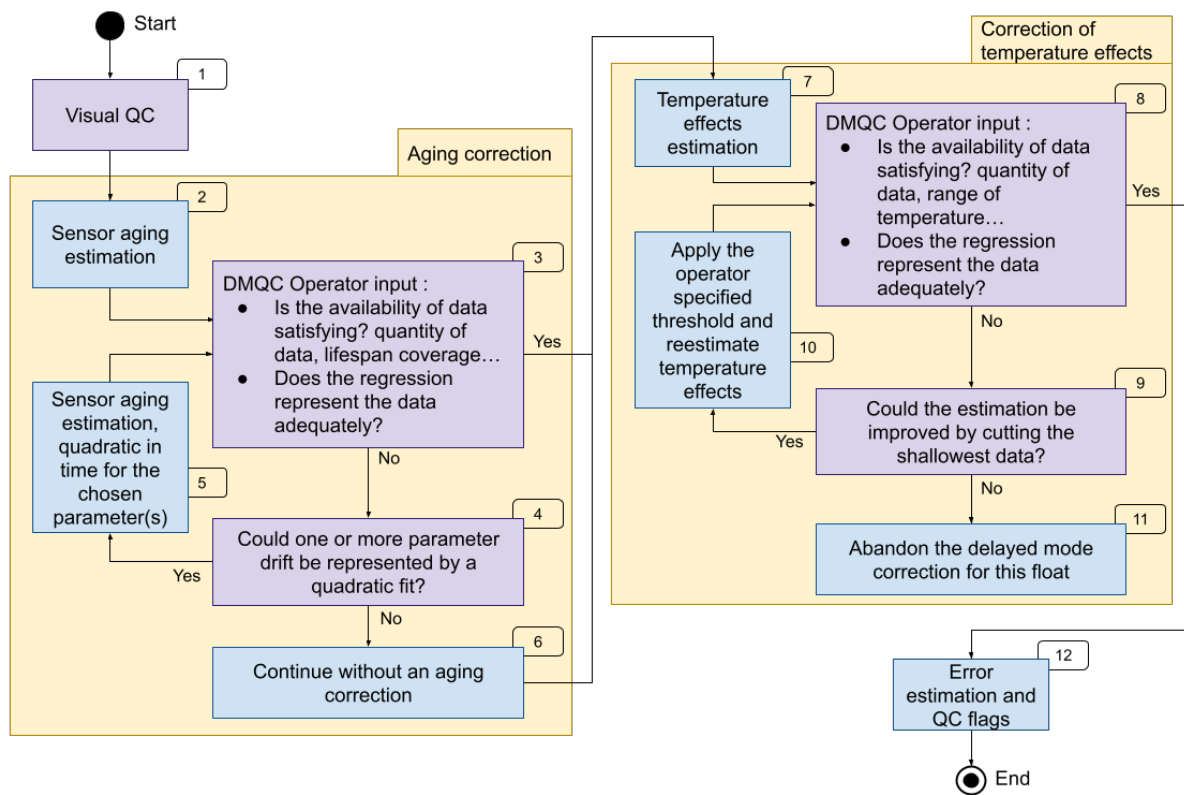 Start
1
Visual QC
Aging correction
2
Sensor aging
estimation
3
DMQC Operator input :
● Is the availability of data
satisfying? quantity of
data, lifespan coverage…
● Does the regression
represent the data
adequately?
Yes
No
Sensor aging
estimation,
quadratic in
time for the
chosen
parameter(s)
5
4
Could one or more parameter
drift be represented by a
quadratic fit?
Yes
No
6
Continue without an aging
correction
Correction of
temperature effects
7
Temperature
effects
estimation
8
DMQC Operator input :
● Is the availability of data
satisfying? quantity of
data, range of
temperature…
● Does the regression
represent the data
adequately?
Yes
No
Apply the
operator
specified
threshold and
reestimate
temperature
effects
10
9
Could the estimation be
improved by cutting the
shallowest data?
Yes
No
11
Abandon the delayed mode
correction for this float
12
Error
estimation and
QC flags
End